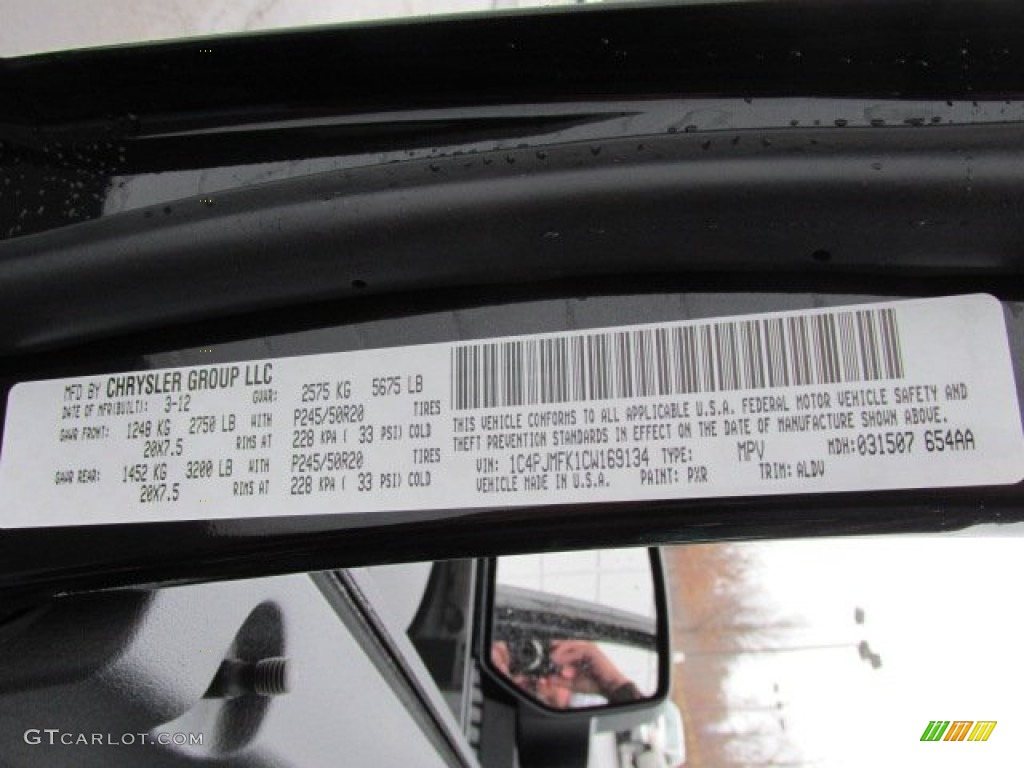 MFD BY CHRYSLER GROUP LLC
DATE OF MFR(BUILT): 3-12 GVWR: 2575 KG 5675 LB
GAWR FRONT: 1248 KG 2750 LB WITH P245/50R20 TIRES
20X7.5 RIMS AT 228 KPA ( 33 PSI) COLD
GAWR REAR: 1452 KG 3200 LB WITH P245/50R20 TIRES
20X7.5 RIMS AT 228 KPA ( 33 PSI) COLD
THIS VEHICLE CONFORMS TO ALL APPLICABLE U.S.A. FEDERAL MOTOR VEHICLE SAFETY AND
THEFT PREVENTION STANDARDS IN EFFECT ON THE DATE OF MANUFACTURE SHOWN ABOVE.
VIN: 1C4PJMFK1CW169134 TYPE: MPV MDH:031507 654AA
VEHICLE MADE IN U.S.A. PAINT: PXR TRIM: ALDV
GTCARLOT.COM